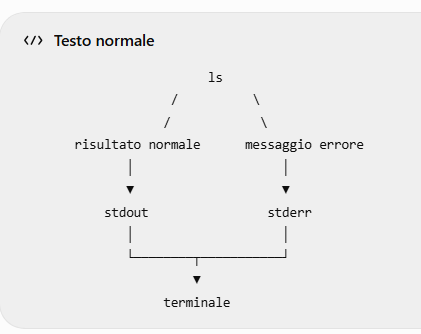 Testo normale
ls
risultato normale messaggio errore
stdout stderr
terminale